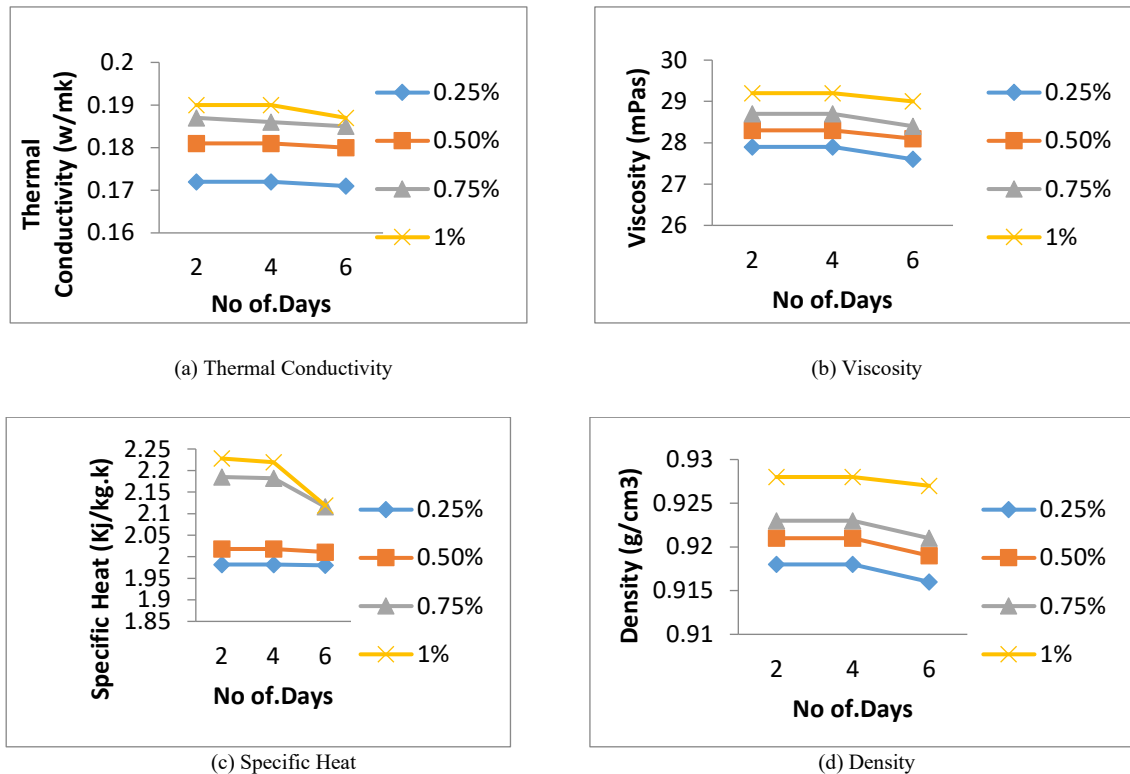 Thermal
Conductivity (w/mk)
0.2
0.19
0.18
0.17
0.16
2 4 6
No of.Days
0.25%
0.50%
0.75%
1%
(a) Thermal Conductivity
Viscosity (mPas)
30
29
28
27
26
2 4 6
No of.Days
0.25%
0.50%
0.75%
1%
(b) Viscosity
Specific Heat (Kj/kg.k)
2.25
2.2
2.15
2.1
2.05
2
1.95
1.9
1.85
2 4 6
No of.Days
0.25%
0.50%
0.75%
1%
(c) Specific Heat
Density (g/cm3)
0.93
0.925
0.92
0.915
0.91
2 4 6
No of.Days
0.25%
0.50%
0.75%
1%
(d) Density